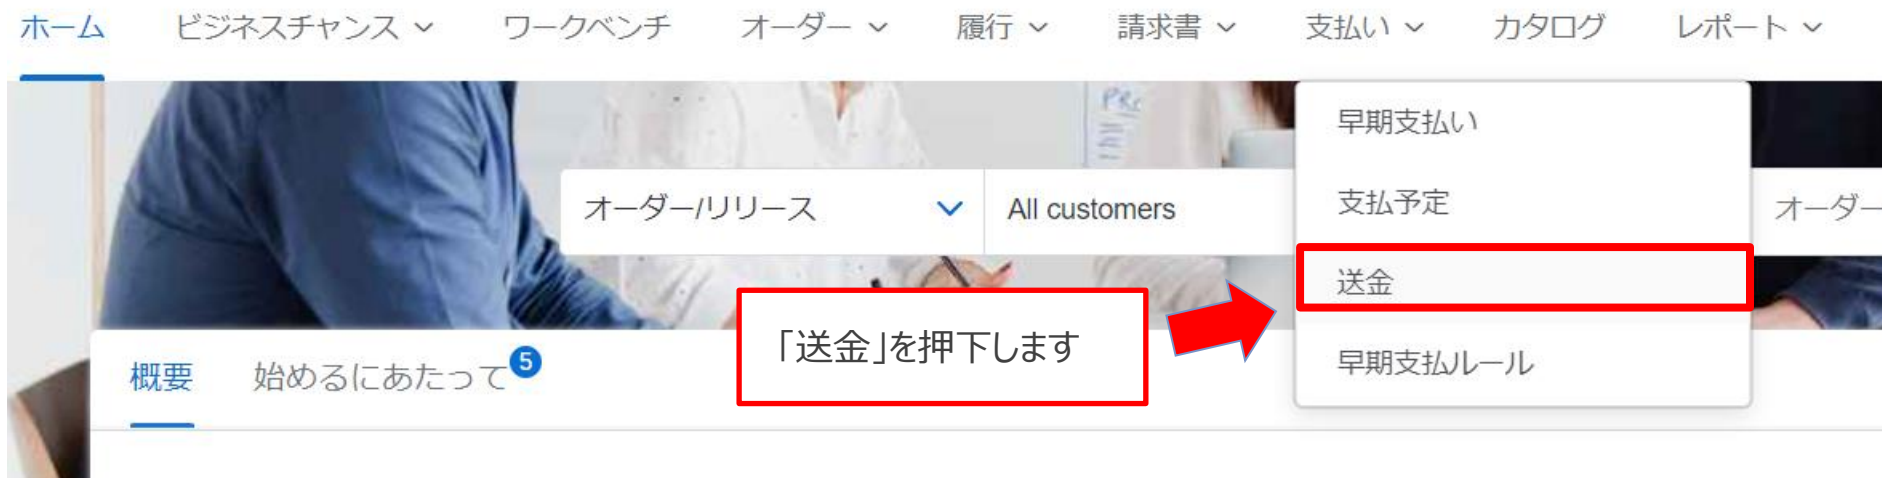 ホーム ビジネスチャンス ワークベンチ オーダー 履行 請求書 支払い カタログ レポート
早期支払い
オーダー/リリース All customers 支払予定 オーダー
送金
「送金」を押下します
早期支払ルール
概要 始めるにあたって 5